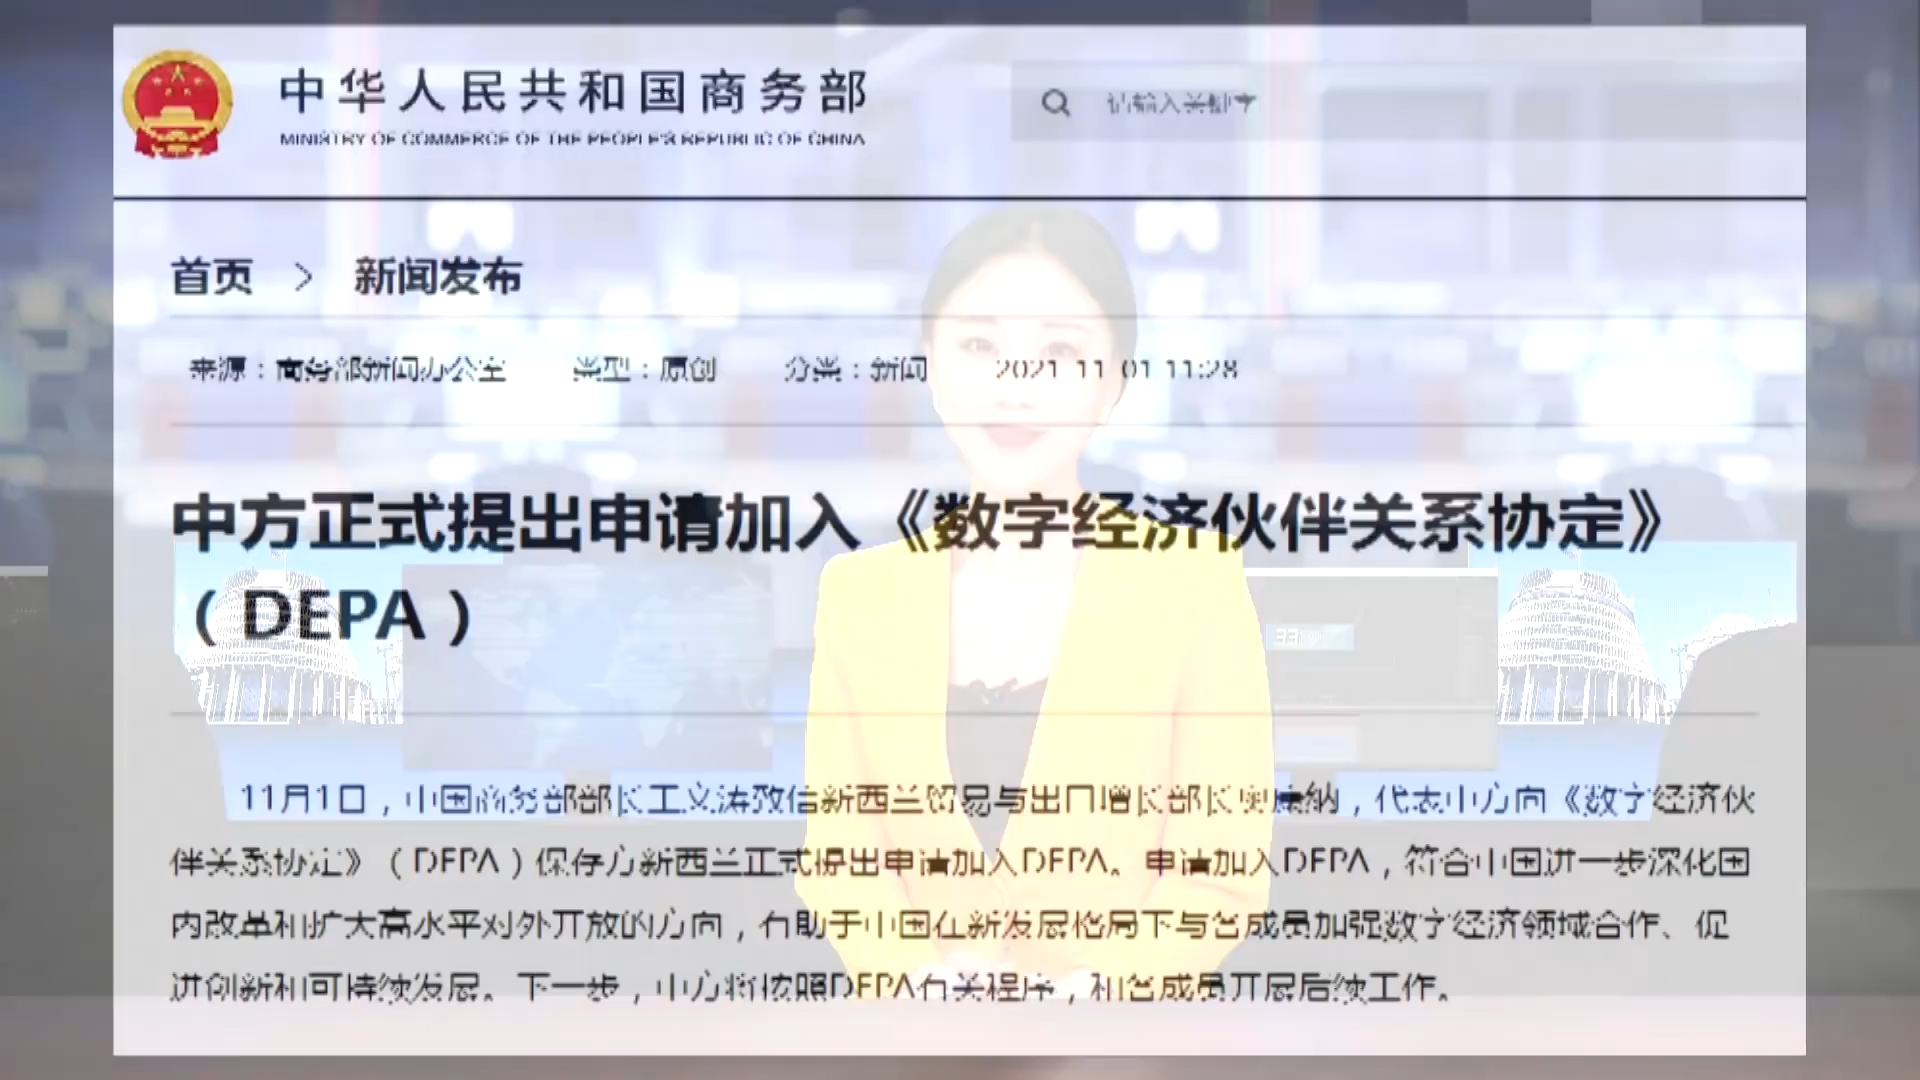 中华人民共和国商务部
MINISTRY OF COMMERCE OF THE PEOPLE'S REPUBLIC OF CHINA
请输入关键字
首页 > 新闻发布
来源：商务部新闻办公室 类型：原创 分类：新闻 2021-11-01 11:28
中方正式提出申请加入《数字经济伙伴关系协定》
（DEPA）
11月1日，中国商务部部长王文涛致信新西兰贸易与出口增长部长奥康纳，代表中方向《数字经济伙
伴关系协定》（DEPA）保存方新西兰正式提出申请加入DEPA。申请加入DEPA，符合中国进一步深化国
内改革和扩大高水平对外开放的方向，有助于中国在新发展格局下与各成员加强数字经济领域合作、促
进创新和可持续发展。下一步，中方将按照DEPA有关程序，和各成员开展后续工作。